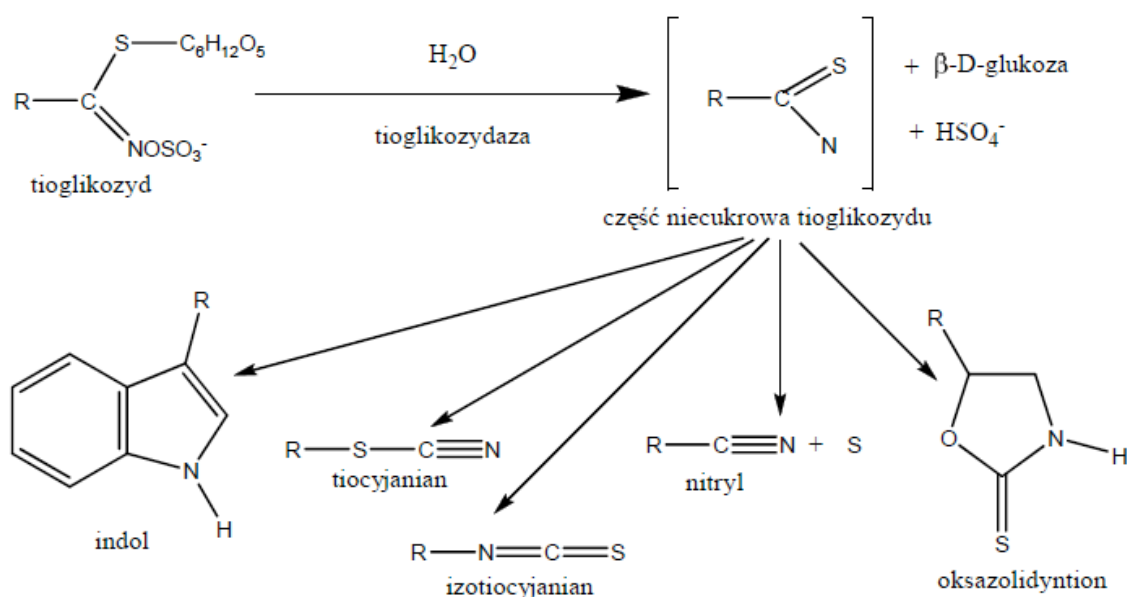 S—C₆H₁₂O₅
R—C
NOSO₃⁻
tioglikozyd
H₂O
tioglikozydaza
R—C
S
N
+ β-D-glukoza
+ HSO₄⁻
część niecukrowa tioglikozydu
R
N
H
indol
R—S—C≡N
tiocyjanian
R—N=C=S
izotiocyjanian
R—C≡N + S
nitryl
R
O
N
H
S
oksazolidyntion